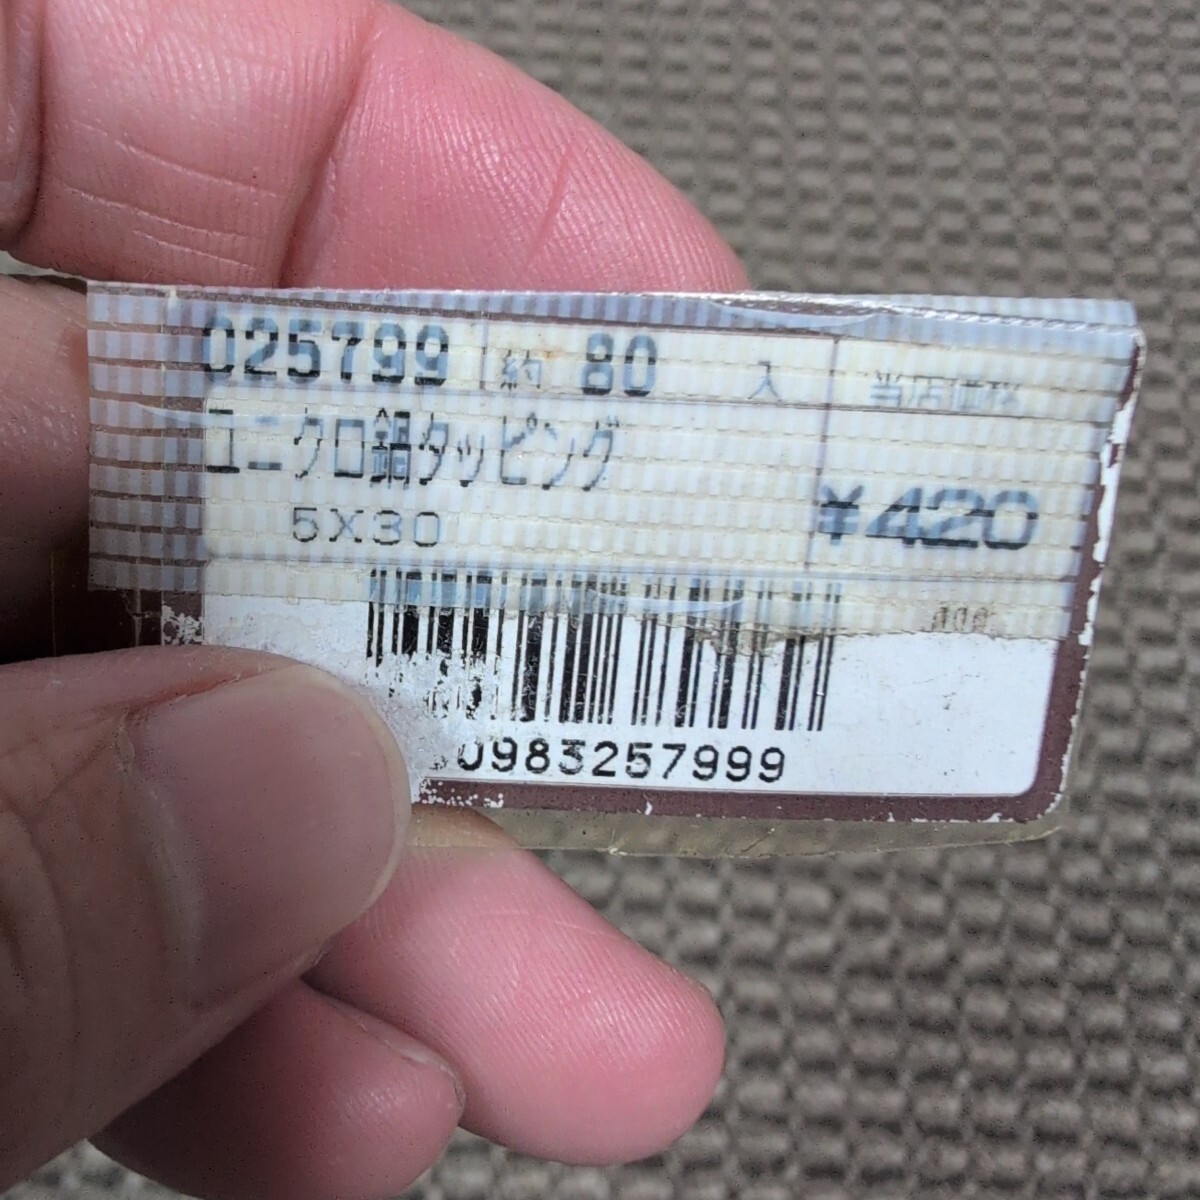 025799 約 80 入 当店価格
ユニクロ鍋タッピング
5X30
¥420
0983257999